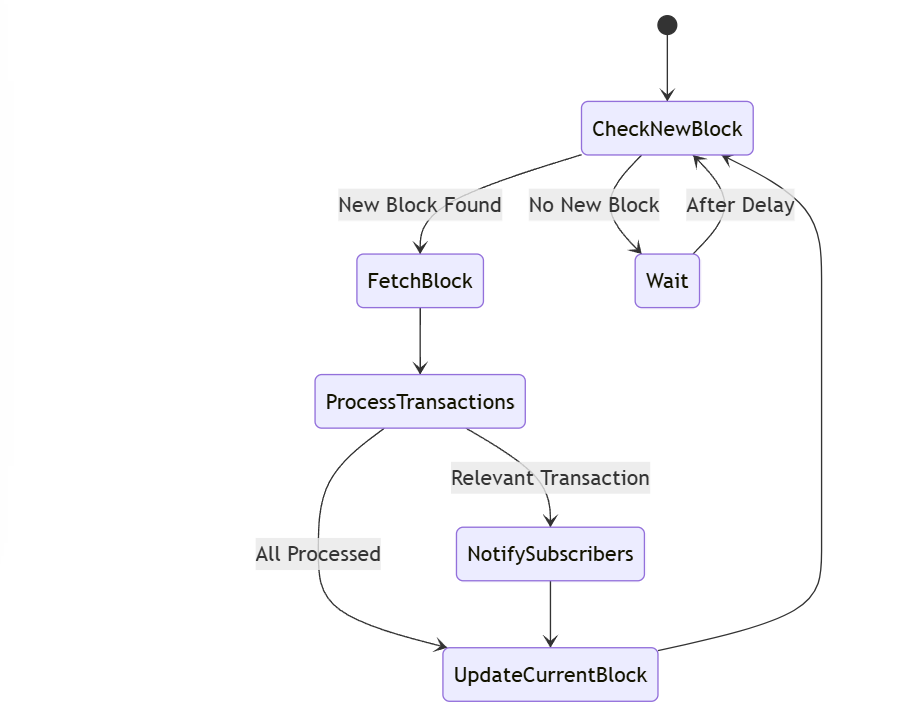 CheckNewBlock
New Block Found
No New Block
After Delay
FetchBlock
Wait
ProcessTransactions
Relevant Transaction
All Processed
NotifySubscribers
UpdateCurrentBlock